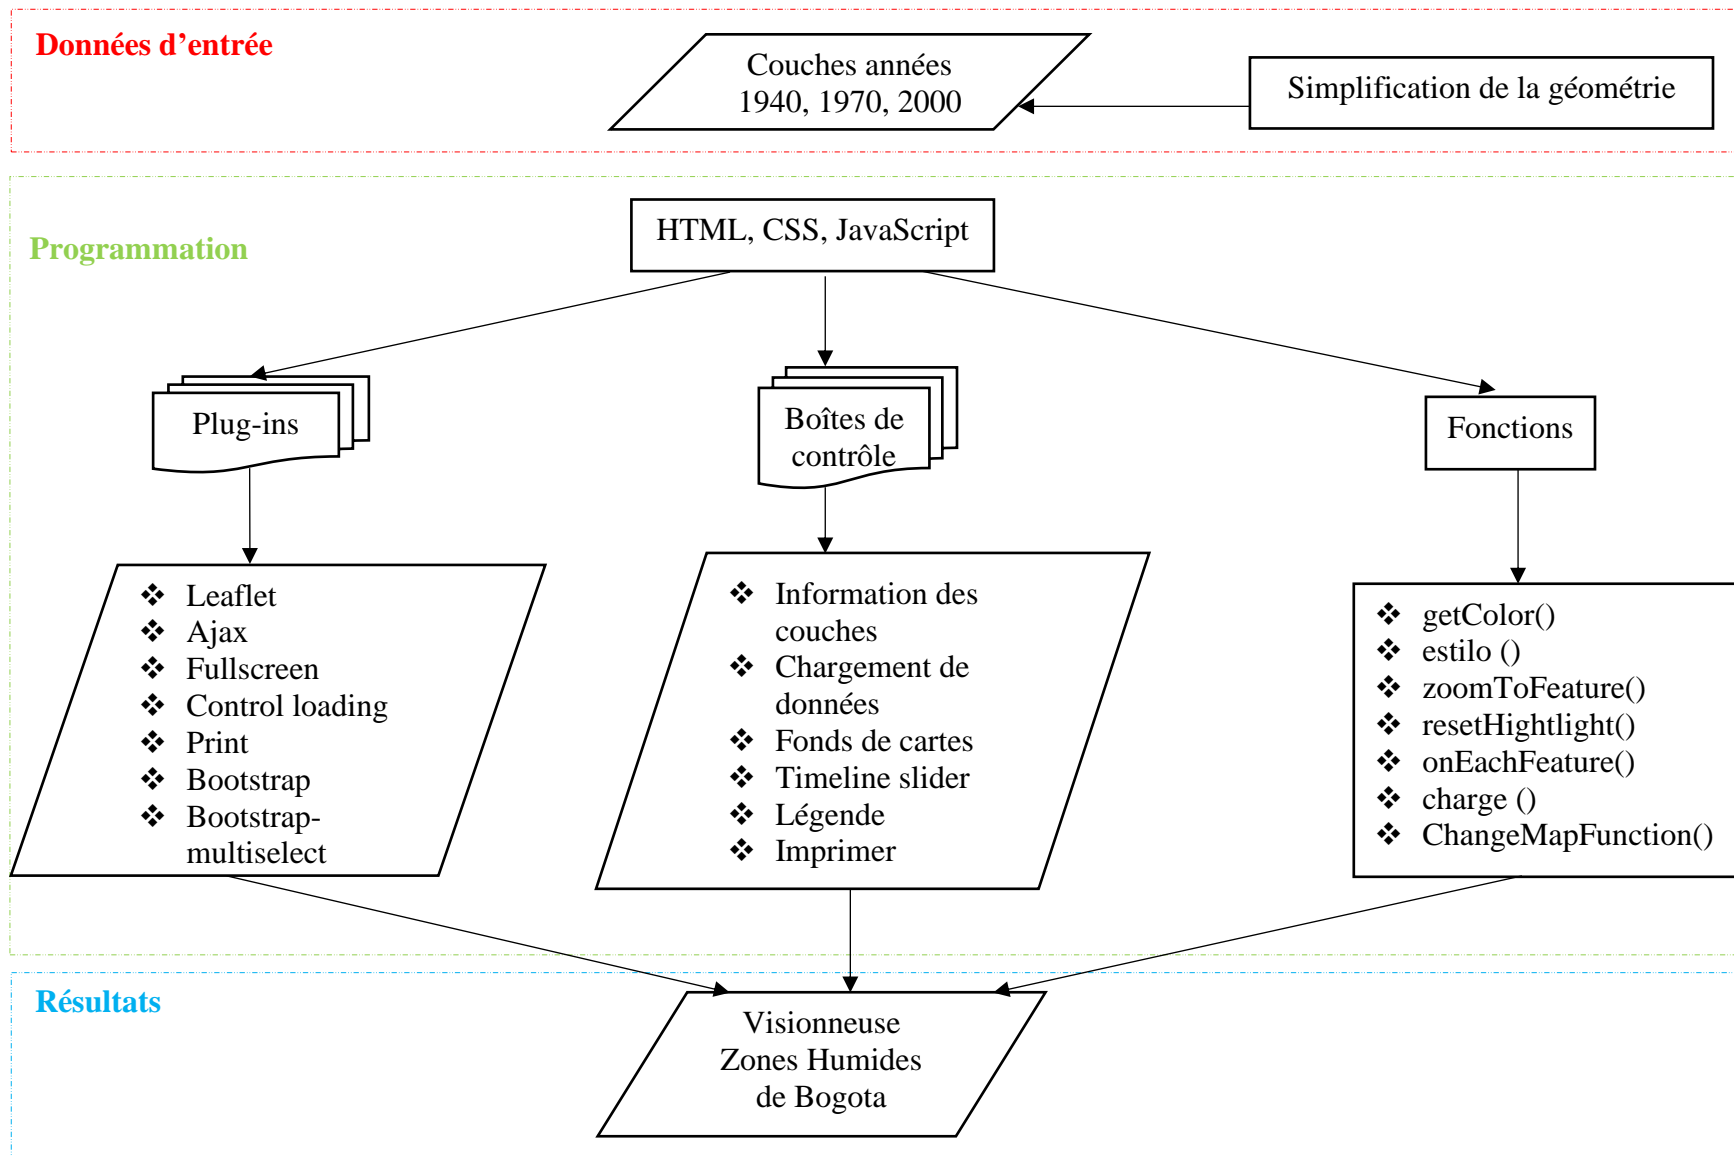 Données d’entrée
Couches années
1940, 1970, 2000
Simplification de la géométrie
Programmation
HTML, CSS, JavaScript
Plug-ins
Boîtes de
contrôle
Fonctions
❖ Leaflet
❖ Ajax
❖ Fullscreen
❖ Control loading
❖ Print
❖ Bootstrap
❖ Bootstrap-
multiselect
❖ Information des
couches
❖ Chargement de
données
❖ Fonds de cartes
❖ Timeline slider
❖ Légende
❖ Imprimer
❖ getColor()
❖ estilo ()
❖ zoomToFeature()
❖ resetHightlight()
❖ onEachFeature()
❖ charge ()
❖ ChangeMapFunction()
Résultats
Visionneuse
Zones Humides
de Bogota